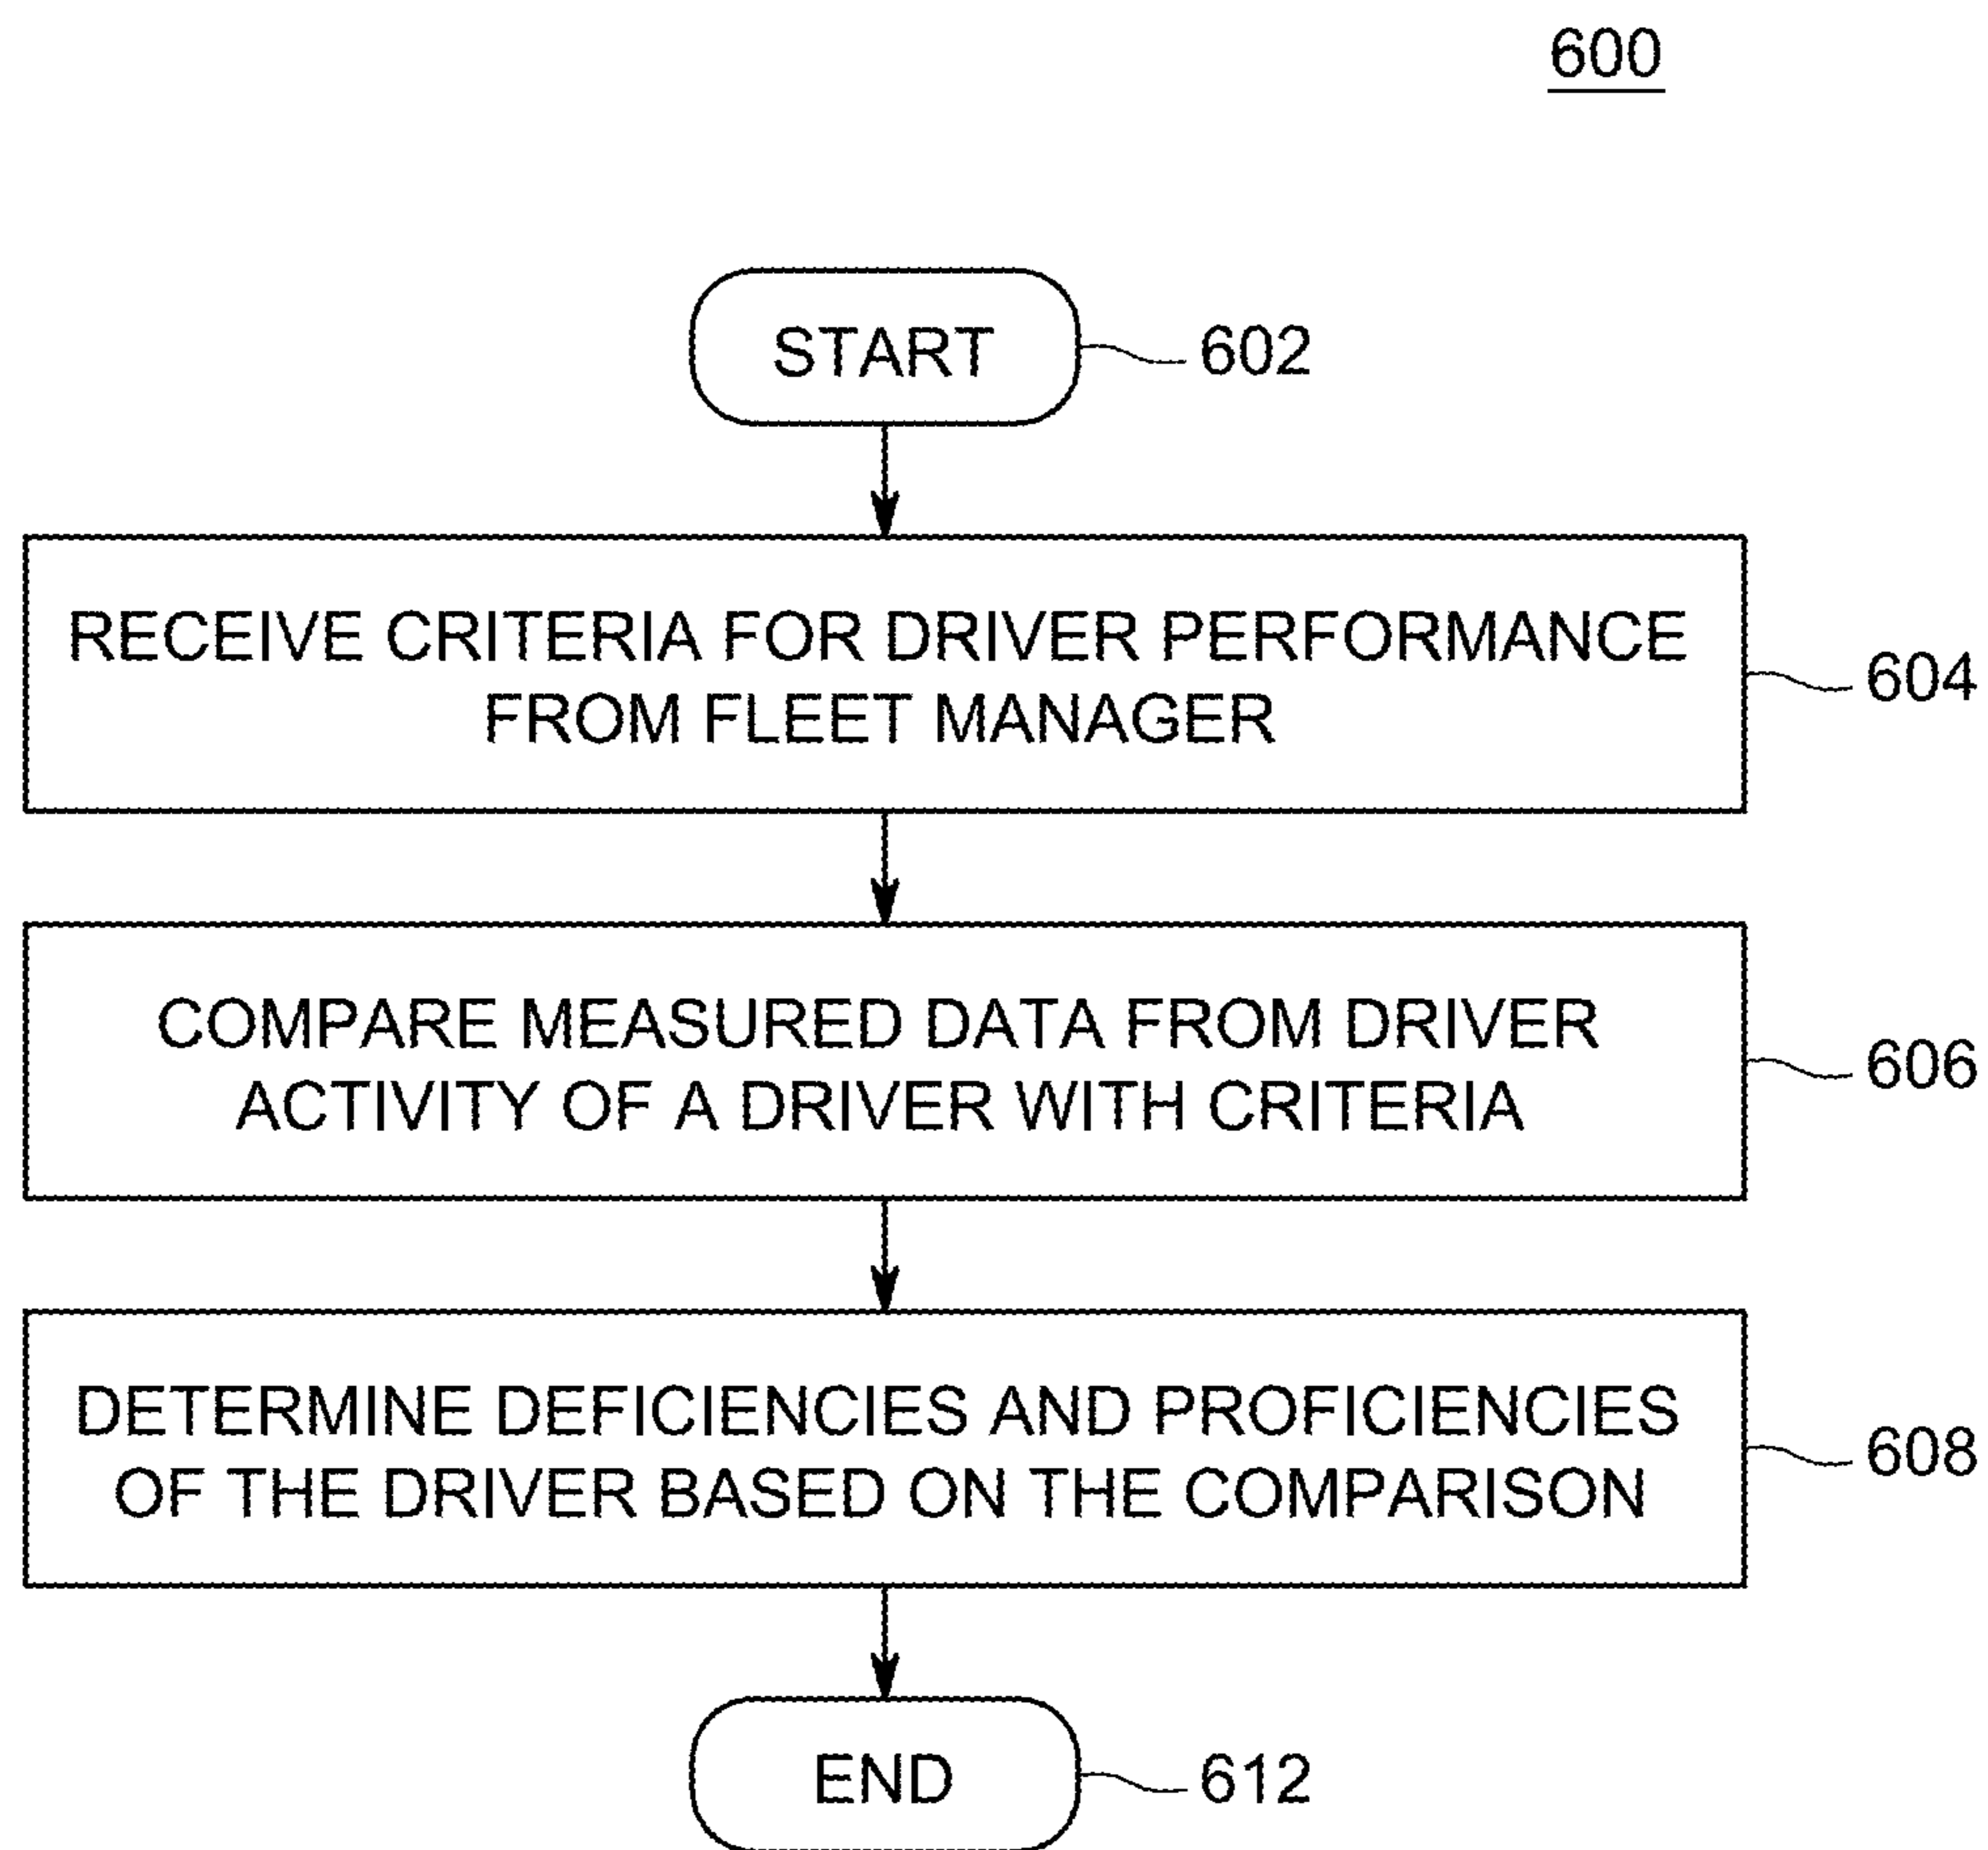 600
START
602
RECEIVE CRITERIA FOR DRIVER PERFORMANCE
FROM FLEET MANAGER
604
COMPARE MEASURED DATA FROM DRIVER
ACTIVITY OF A DRIVER WITH CRITERIA
606
DETERMINE DEFICIENCIES AND PROFICIENCIES
OF THE DRIVER BASED ON THE COMPARISON
608
END
612